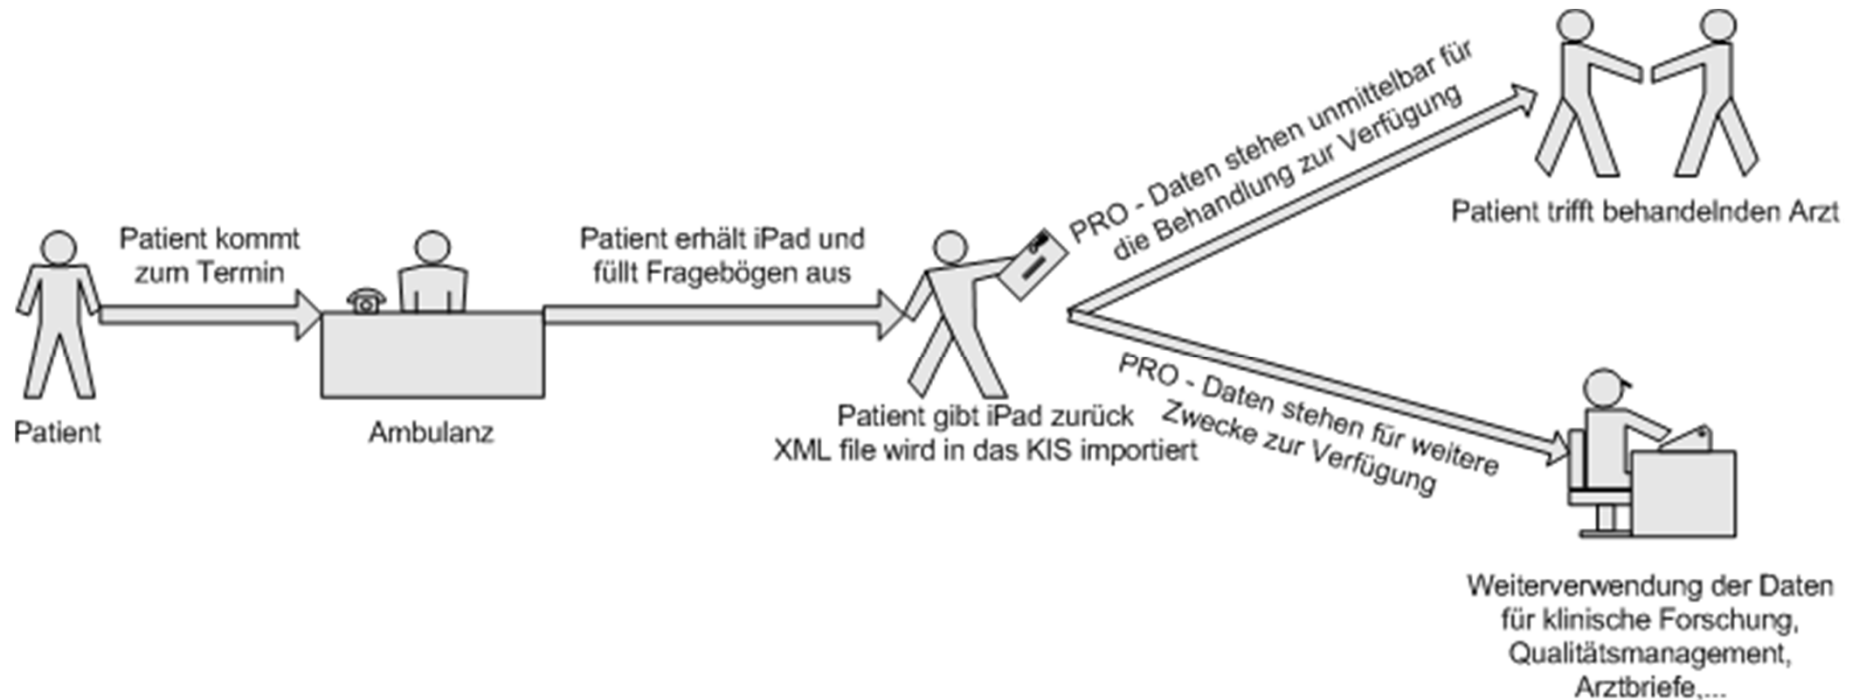 Patient kommt
zum Termin
Patient
Ambulanz
Patient erhält iPad und
füllt Fragebögen aus
Patient gibt iPad zurück
XML file wird in das KIS importiert
PRO - Daten stehen unmittelbar für
die Behandlung zur Verfügung
Patient trifft behandelnden Arzt
PRO - Daten stehen für weitere
Zwecke zur Verfügung
Weiterverwendung der Daten
für klinische Forschung,
Qualitätsmanagement,
Arztbriefe,...